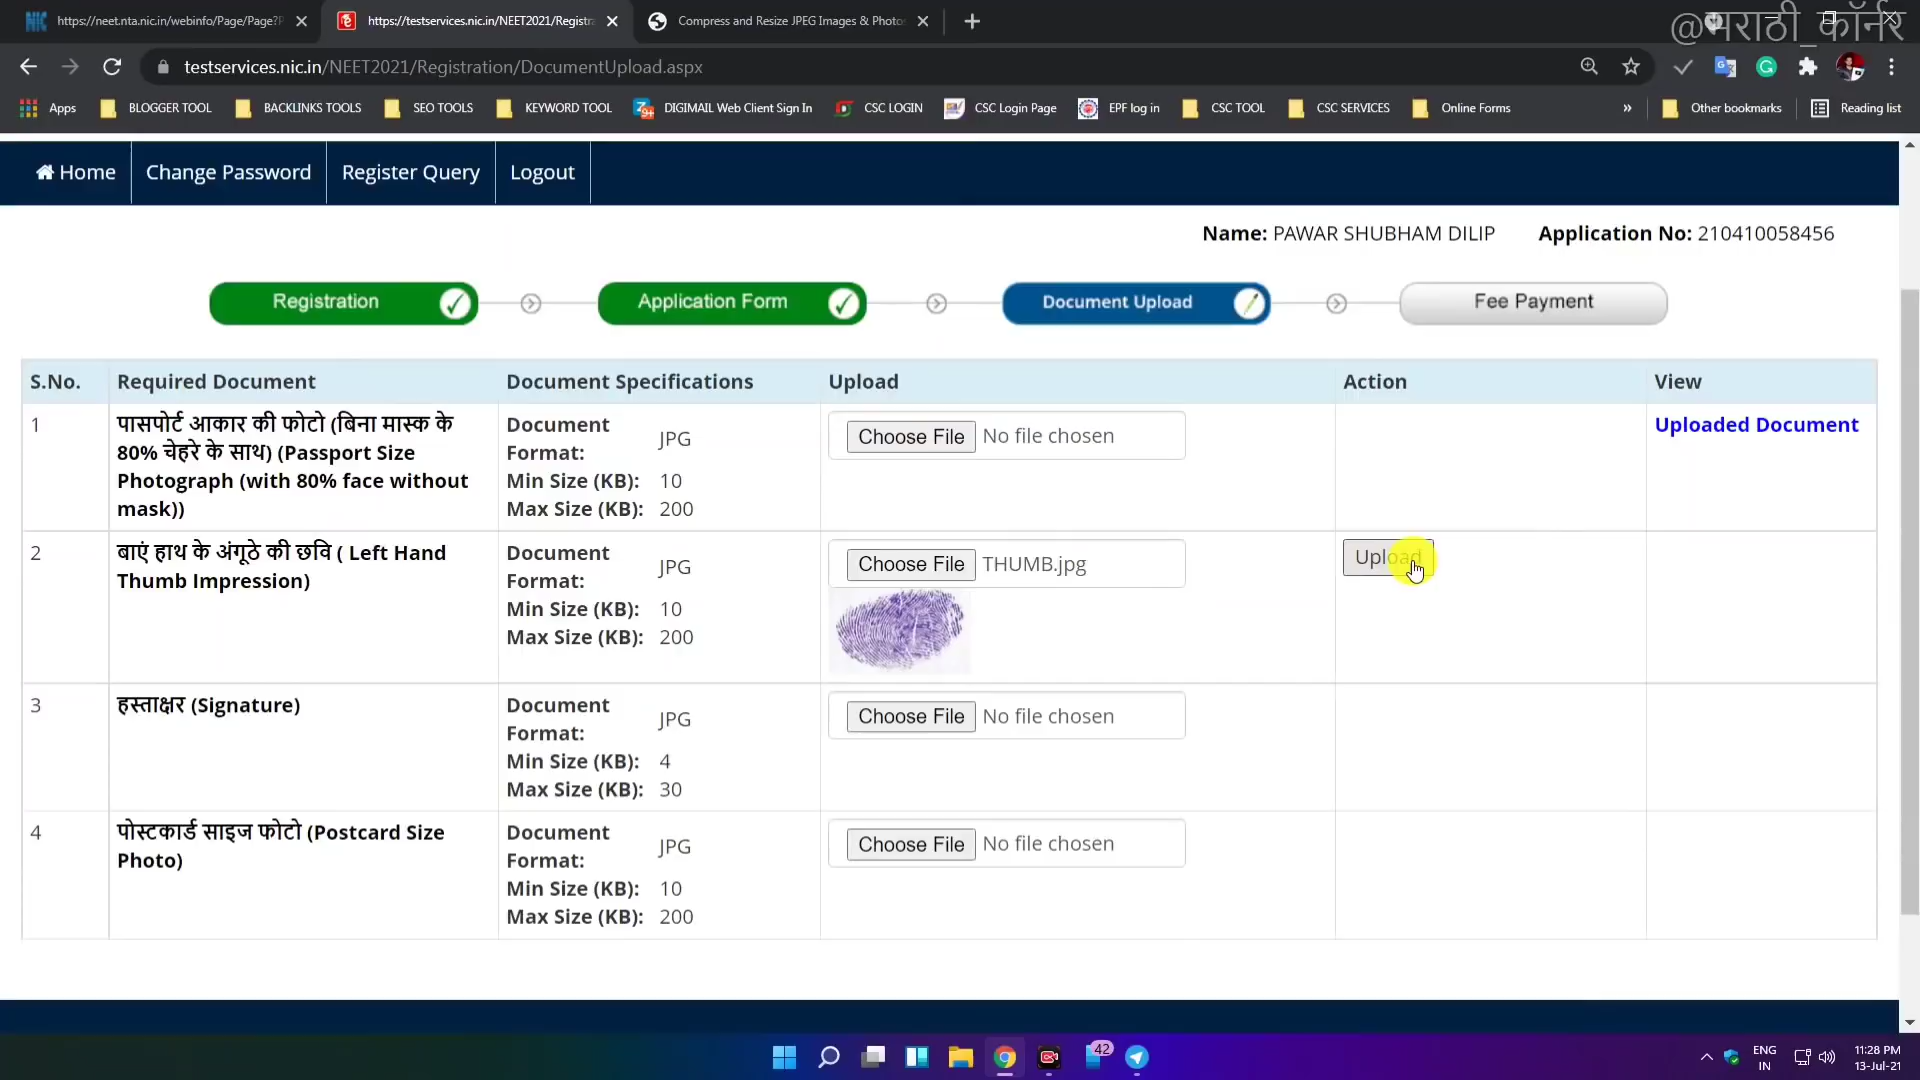 https://neet.nta.nic.in/webinfo/Page/Page?P
https://testservices.nic.in/NEET2021/Registra
Compress and Resize JPEG Images & Photos
@मराठी_कॉर्नर
testservices.nic.in/NEET2021/Registration/DocumentUpload.aspx
Apps BLOGGER TOOL BACKLINKS TOOLS SEO TOOLS KEYWORD TOOL DIGIMAIL Web Client Sign In CSC LOGIN CSC Login Page EPF log in CSC TOOL CSC SERVICES Online Forms » Other bookmarks Reading list
Home Change Password Register Query Logout
Name: PAWAR SHUBHAM DILIP Application No: 210410058456
Registration Application Form Document Upload Fee Payment
S.No. Required Document Document Specifications Upload Action View
1
पासपोर्ट आकार की फोटो (बिना मास्क के
80% चेहरे के साथ) (Passport Size
Photograph (with 80% face without
mask))
Document
Format: JPG
Min Size (KB): 10
Max Size (KB): 200
Choose File No file chosen
Uploaded Document
2
बाएं हाथ के अंगूठे की छवि ( Left Hand
Thumb Impression)
Document
Format: JPG
Min Size (KB): 10
Max Size (KB): 200
Choose File THUMB.jpg
Upload
3
हस्ताक्षर (Signature)
Document
Format: JPG
Min Size (KB): 4
Max Size (KB): 30
Choose File No file chosen
4
पोस्टकार्ड साइज फोटो (Postcard Size
Photo)
Document
Format: JPG
Min Size (KB): 10
Max Size (KB): 200
Choose File No file chosen
42
ENG
IN
11:28 PM
13-Jul-21